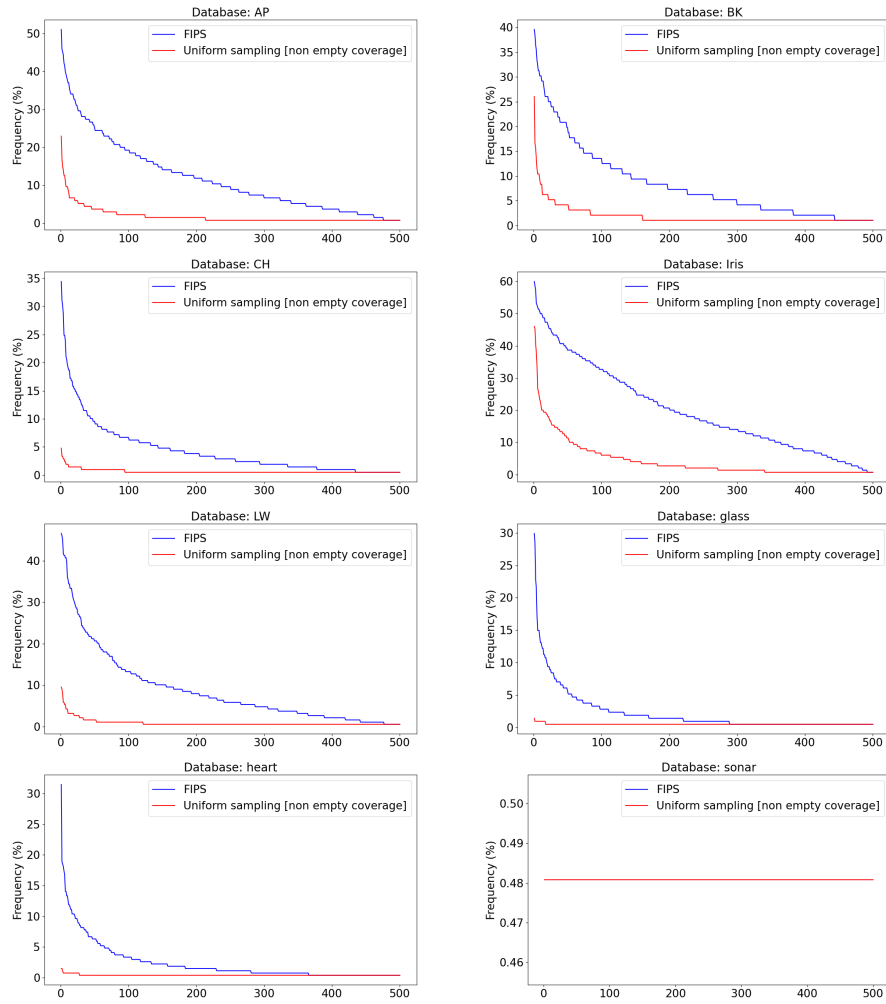 Database: AP
FIPS
Uniform sampling [non empty coverage]
Frequency (%)
50
40
30
20
10
0
0 100 200 300 400 500
Database: BK
FIPS
Uniform sampling [non empty coverage]
Frequency (%)
40
35
30
25
20
15
10
5
0
0 100 200 300 400 500
Database: CH
FIPS
Uniform sampling [non empty coverage]
Frequency (%)
35
30
25
20
15
10
5
0
0 100 200 300 400 500
Database: Iris
FIPS
Uniform sampling [non empty coverage]
Frequency (%)
60
50
40
30
20
10
0
0 100 200 300 400 500
Database: LW
FIPS
Uniform sampling [non empty coverage]
Frequency (%)
40
30
20
10
0
0 100 200 300 400 500
Database: glass
FIPS
Uniform sampling [non empty coverage]
Frequency (%)
30
25
20
15
10
5
0
0 100 200 300 400 500
Database: heart
FIPS
Uniform sampling [non empty coverage]
Frequency (%)
30
25
20
15
10
5
0
0 100 200 300 400 500
Database: sonar
FIPS
Uniform sampling [non empty coverage]
Frequency (%)
0.50
0.49
0.48
0.47
0.46
0 100 200 300 400 500